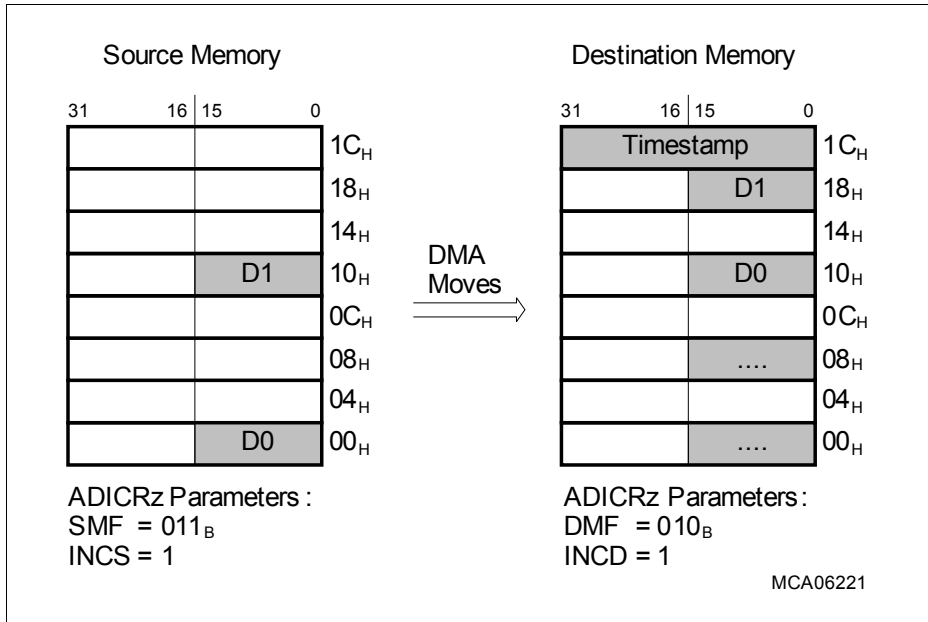 Source Memory
Destination Memory
31 16 15 0
31 16 15 0
1CH
Timestamp 1CH
18H
D1 18H
14H
14H
D1 10H
DMA
Moves
D0 10H
0CH
0CH
08H
.... 08H
04H
04H
D0 00H
.... 00H
ADICRz Parameters :
SMF = 011B
INCS = 1
ADICRz Parameters :
DMF = 010B
INCD = 1
MCA06221